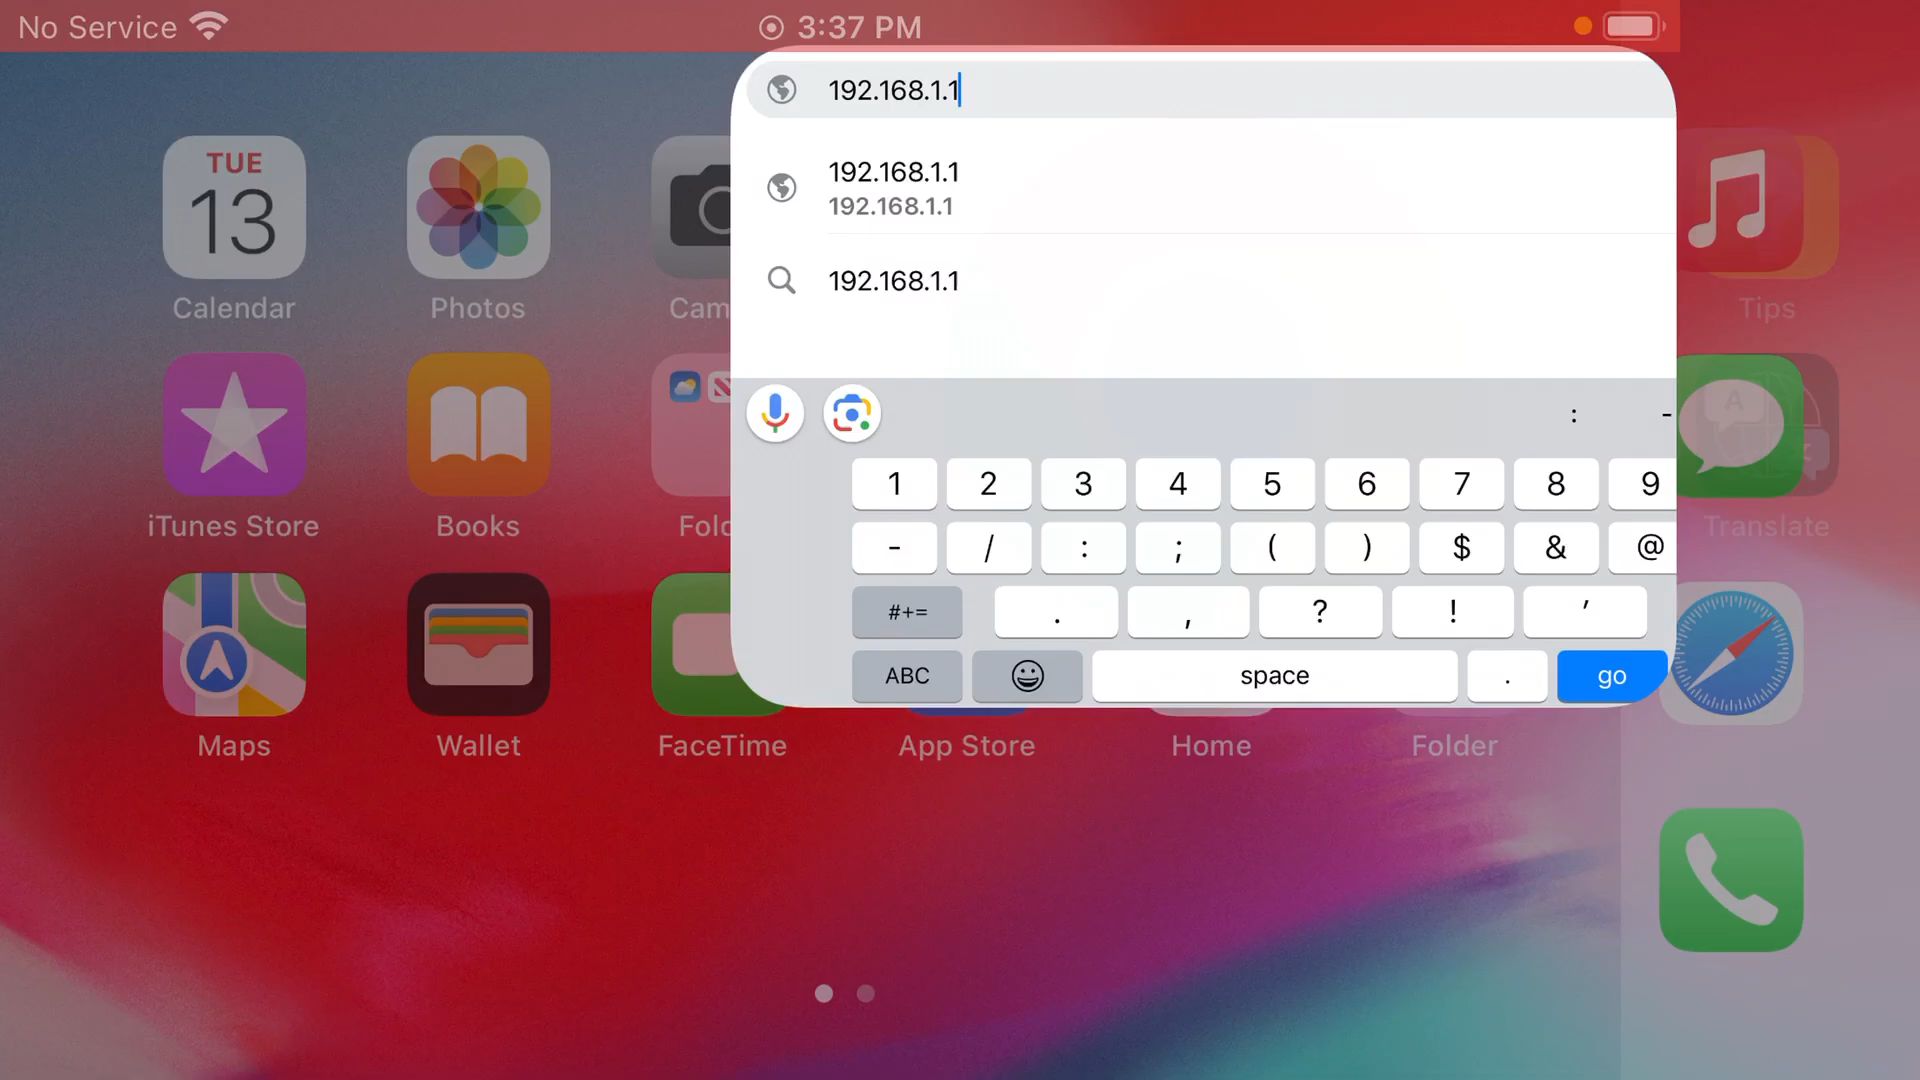 No Service
3:37 PM
192.168.1.1
192.168.1.1
192.168.1.1
192.168.1.1
: -
1 2 3 4 5 6 7 8 9
- / : ; ( ) $ & @
#+= . , ? ! ′
ABC space . go
TUE
13
Calendar
Photos
Cam
Tips
iTunes Store
Books
Fold
A
Translate
Maps
Wallet
FaceTime
App Store
Home
Folder